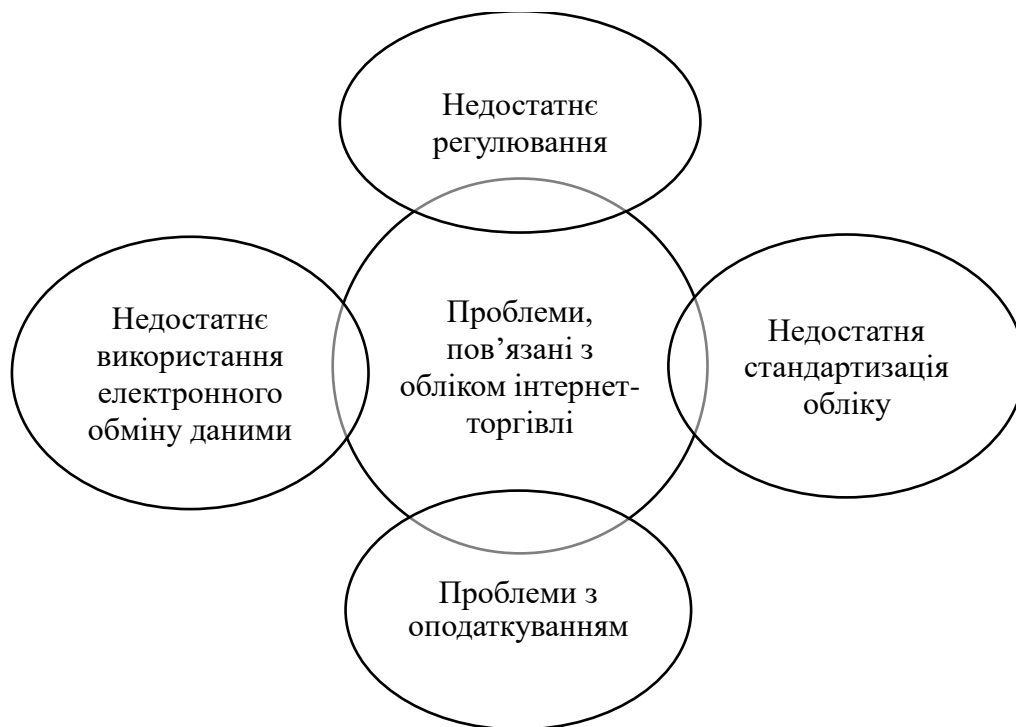 Недостатнє
регулювання
Недостатнє
використання
електронного
обміну даними
Проблеми,
пов’язані з
обліком інтернет-
торгівлі
Недостатня
стандартизація
обліку
Проблеми з
оподаткуванням